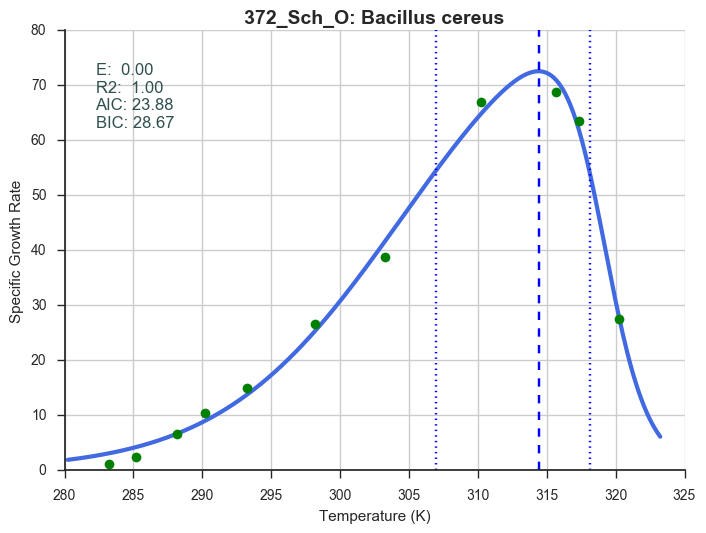 372_Sch_O: Bacillus cereus
80
70
60
50
40
30
20
10
0
E:  0.00
R2:  1.00
AIC: 23.88
BIC: 28.67
Specific Growth Rate
280 285 290 295 300 305 310 315 320 325
Temperature (K)